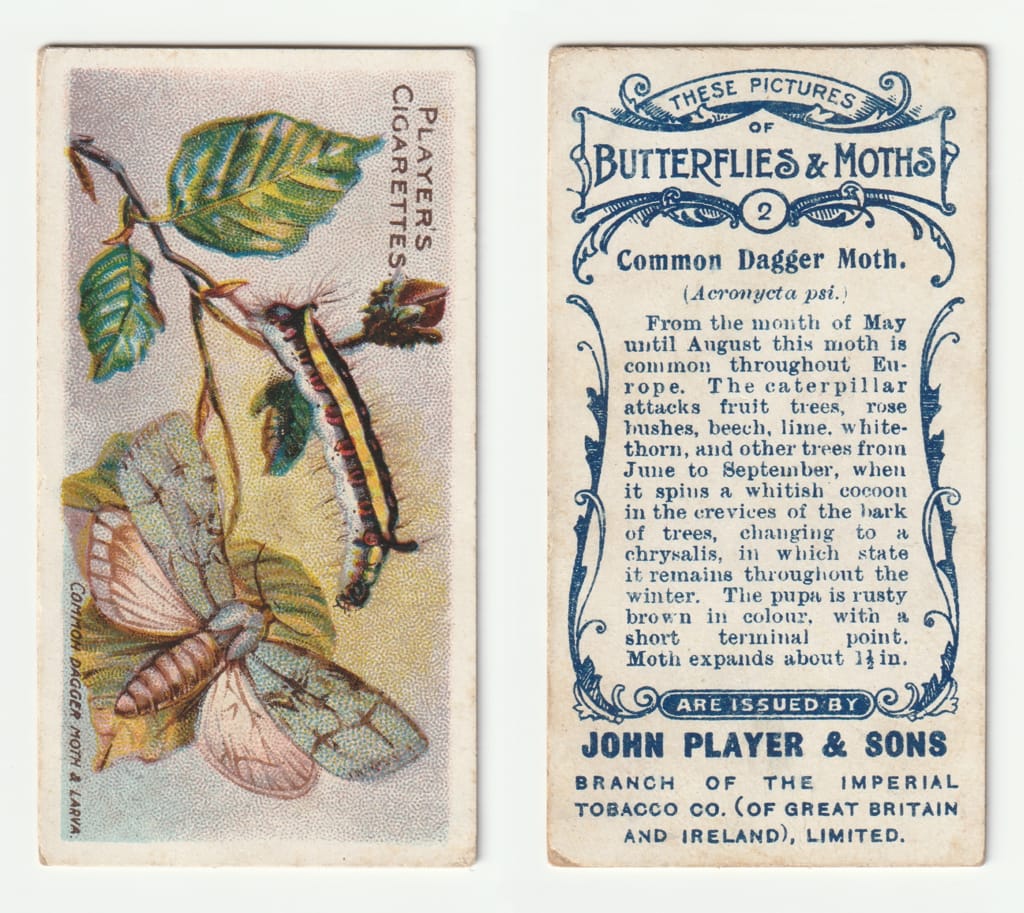 PLAYER'S
CIGARETTES.
COMMON DAGGER MOTH & LARVA.
THESE PICTURES
OF
BUTTERFLIES & MOTHS
2
Common Dagger Moth.
(Acronycta psi.)
From the month of May
until August this moth is
common throughout Eu-
rope. The caterpillar
attacks fruit trees, rose
bushes, beech, lime, white-
thorn, and other trees from
June to September, when
it spins a whitish cocoon
in the crevices of the bark
of trees, changing to a
chrysalis, in which state
it remains throughout the
winter. The pupa is rusty
brown in colour, with a
short terminal point.
Moth expands about 1½ in.
ARE ISSUED BY
JOHN PLAYER & SONS
BRANCH OF THE IMPERIAL
TOBACCO CO. (OF GREAT BRITAIN
AND IRELAND), LIMITED.